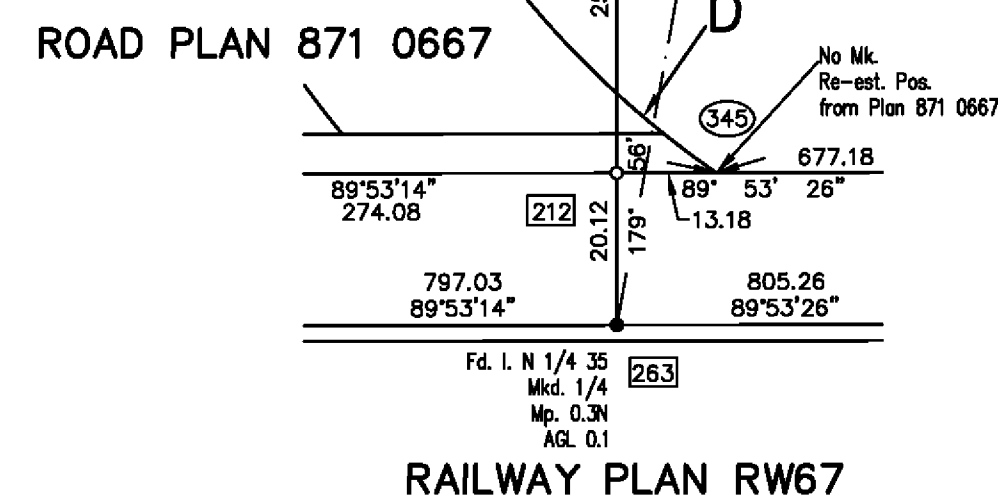 ROAD PLAN 871 0667
D
No Mk.
Re-est. Pos.
from Plan 871 0667
345
677.18
56'
89° 53' 26"
89°53'14"
274.08
212
20.12
179°
13.18
797.03
89°53'14"
805.26
89°53'26"
Fd. I. N 1/4 35
Mkd. 1/4
Mp. 0.3N
AGL 0.1
263
RAILWAY PLAN RW67